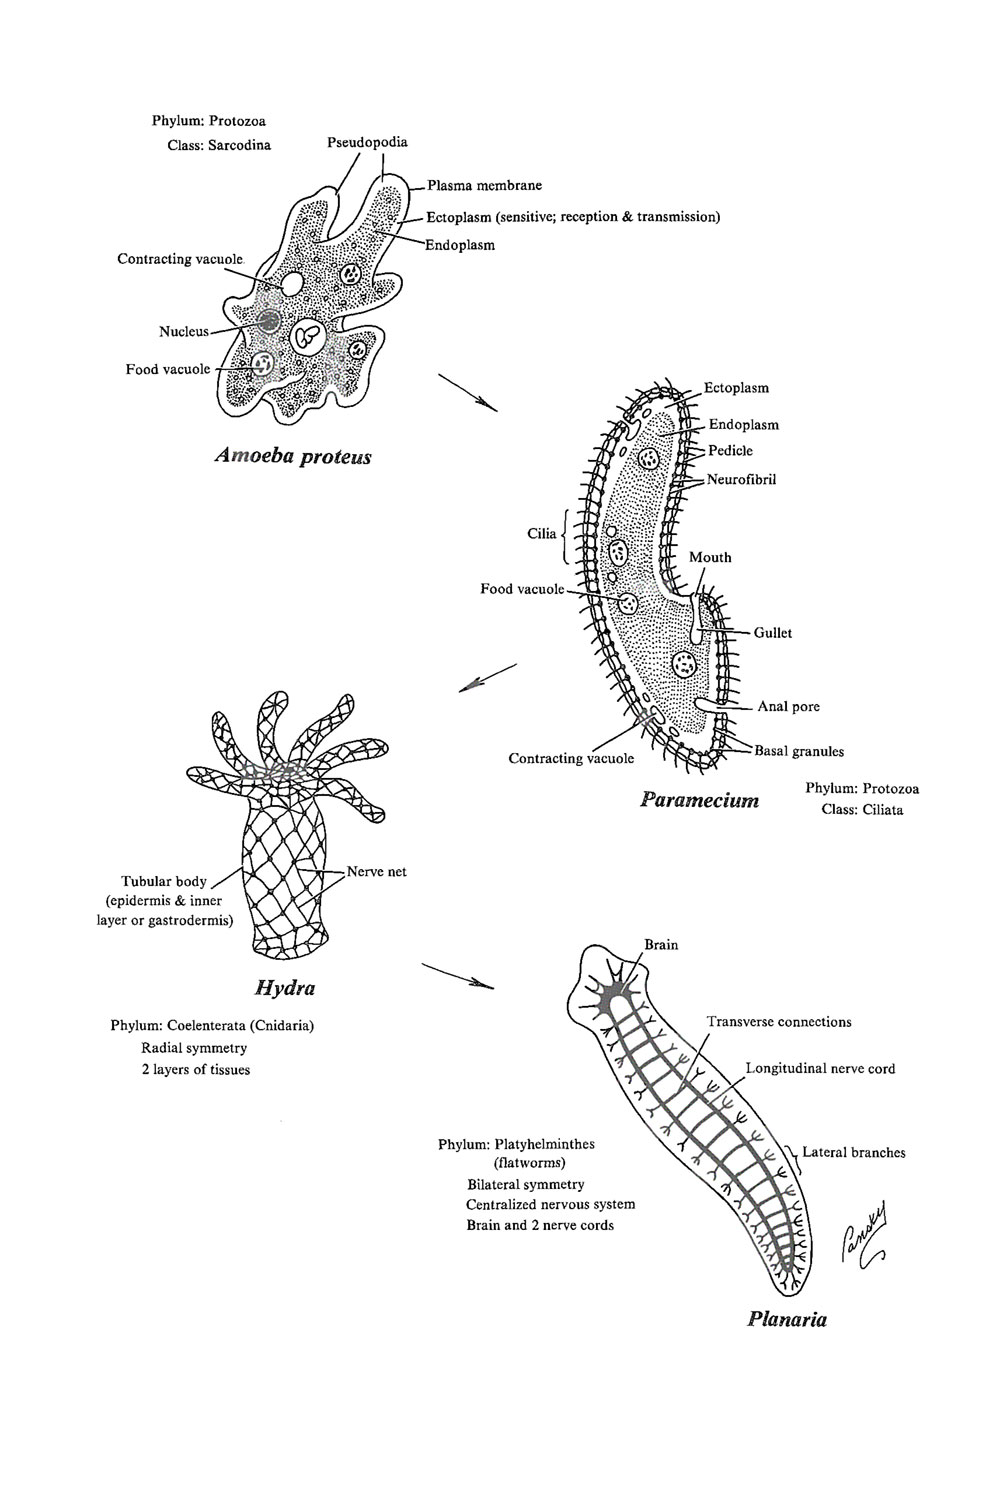 Phylum: Protozoa
Class: Sarcodina
Pseudopodia
Plasma membrane
Ectoplasm (sensitive; reception & transmission)
Endoplasm
Contracting vacuole
Nucleus
Food vacuole
Amoeba proteus
Ectoplasm
Endoplasm
Pedicle
Neurofibril
Cilia
Mouth
Food vacuole
Gullet
Anal pore
Basal granules
Contracting vacuole
Paramecium
Phylum: Protozoa
Class: Ciliata
Nerve net
Tubular body
(epidermis & inner
layer or gastrodermis)
Hydra
Phylum: Coelenterata (Cnidaria)
Radial symmetry
2 layers of tissues
Brain
Transverse connections
Longitudinal nerve cord
Lateral branches
Phylum: Platyhelminthes
(flatworms)
Bilateral symmetry
Centralized nervous system
Brain and 2 nerve cords
Pansky
Planaria